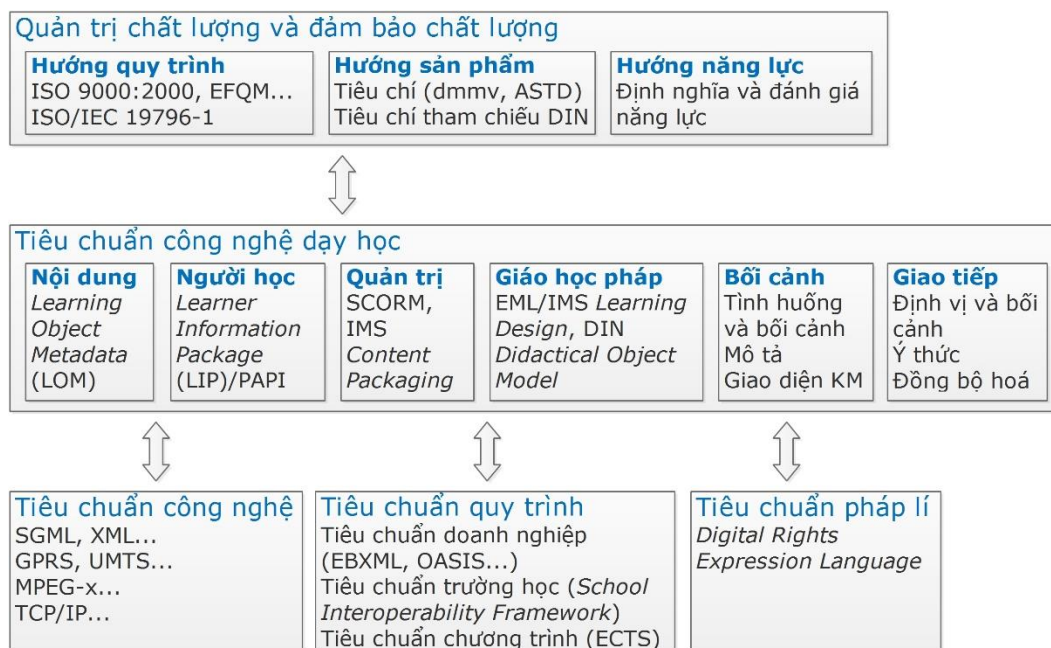 Quản trị chất lượng và đảm bảo chất lượng
Hướng quy trình
ISO 9000:2000, EFQM...
ISO/IEC 19796-1
Hướng sản phẩm
Tiêu chí (dmmv, ASTD)
Tiêu chí tham chiếu DIN
Hướng năng lực
Định nghĩa và đánh giá
năng lực
Tiêu chuẩn công nghệ dạy học
Nội dung
Learning
Object
Metadata
(LOM)
Người học
Learner
Information
Package
(LIP)/PAPI
Quản trị
SCORM,
IMS
Content
Packaging
Giáo học pháp
EML/IMS Learning
Design, DIN
Didactical Object
Model
Bối cảnh
Tình huống
và bối cảnh
Mô tả
Giao diện KM
Giao tiếp
Định vị và bối
cảnh
Ý thức
Đồng bộ hoá
Tiêu chuẩn công nghệ
SGML, XML...
GPRS, UMTS...
MPEG-x...
TCP/IP...
Tiêu chuẩn quy trình
Tiêu chuẩn doanh nghiệp
(EBXML, OASIS...)
Tiêu chuẩn trường học (School
Interoperability Framework)
Tiêu chuẩn chương trình (ECTS)
Tiêu chuẩn pháp lí
Digital Rights
Expression Language